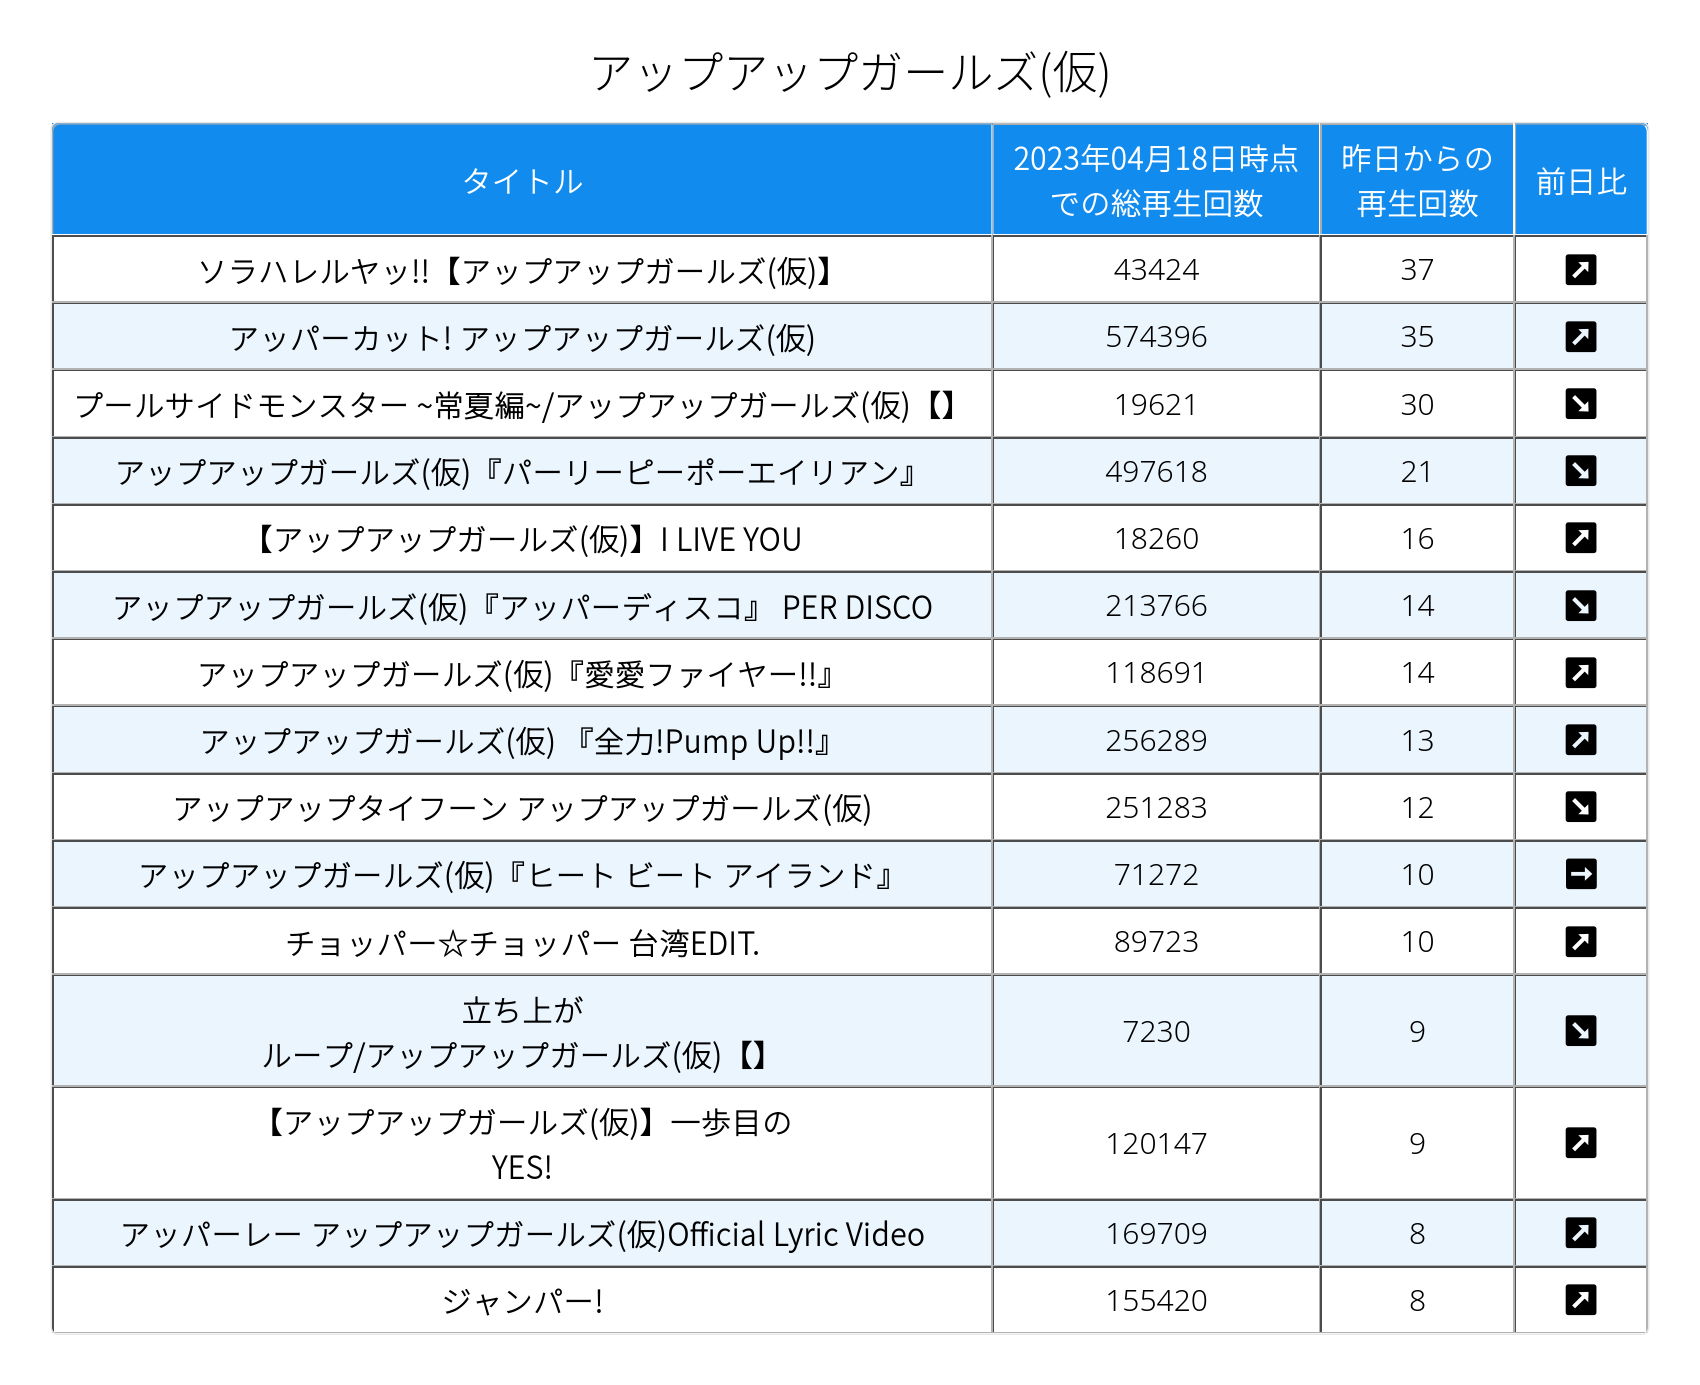 アップアップガールズ(仮)
タイトル 2023年04月18日時点 昨日からの 前日比
での総再生回数 再生回数
ソラハレルヤッ!!【アップアップガールズ(仮)】 43424 37 ↗
アッパーカット! アップアップガールズ(仮) 574396 35 ↗
プールサイドモンスター ~常夏編~/アップアップガールズ(仮)【】 19621 30 ↘
アップアップガールズ(仮)『パーリーピーポーエイリアン』 497618 21 ↘
【アップアップガールズ(仮)】I LIVE YOU 18260 16 ↗
アップアップガールズ(仮)『アッパーディスコ』 PER DISCO 213766 14 ↘
アップアップガールズ(仮)『愛愛ファイヤー!!』 118691 14 ↗
アップアップガールズ(仮) 『全力!Pump Up!!』 256289 13 ↗
アップアップタイフーン アップアップガールズ(仮) 251283 12 ↘
アップアップガールズ(仮)『ヒート ビート アイランド』 71272 10 →
チョッパー☆チョッパー 台湾EDIT. 89723 10 ↗
立ち上が
ループ/アップアップガールズ(仮)【】 7230 9 ↘
【アップアップガールズ(仮)】一歩目の
YES! 120147 9 ↗
アッパーレー アップアップガールズ(仮)Official Lyric Video 169709 8 ↗
ジャンパー! 155420 8 ↗